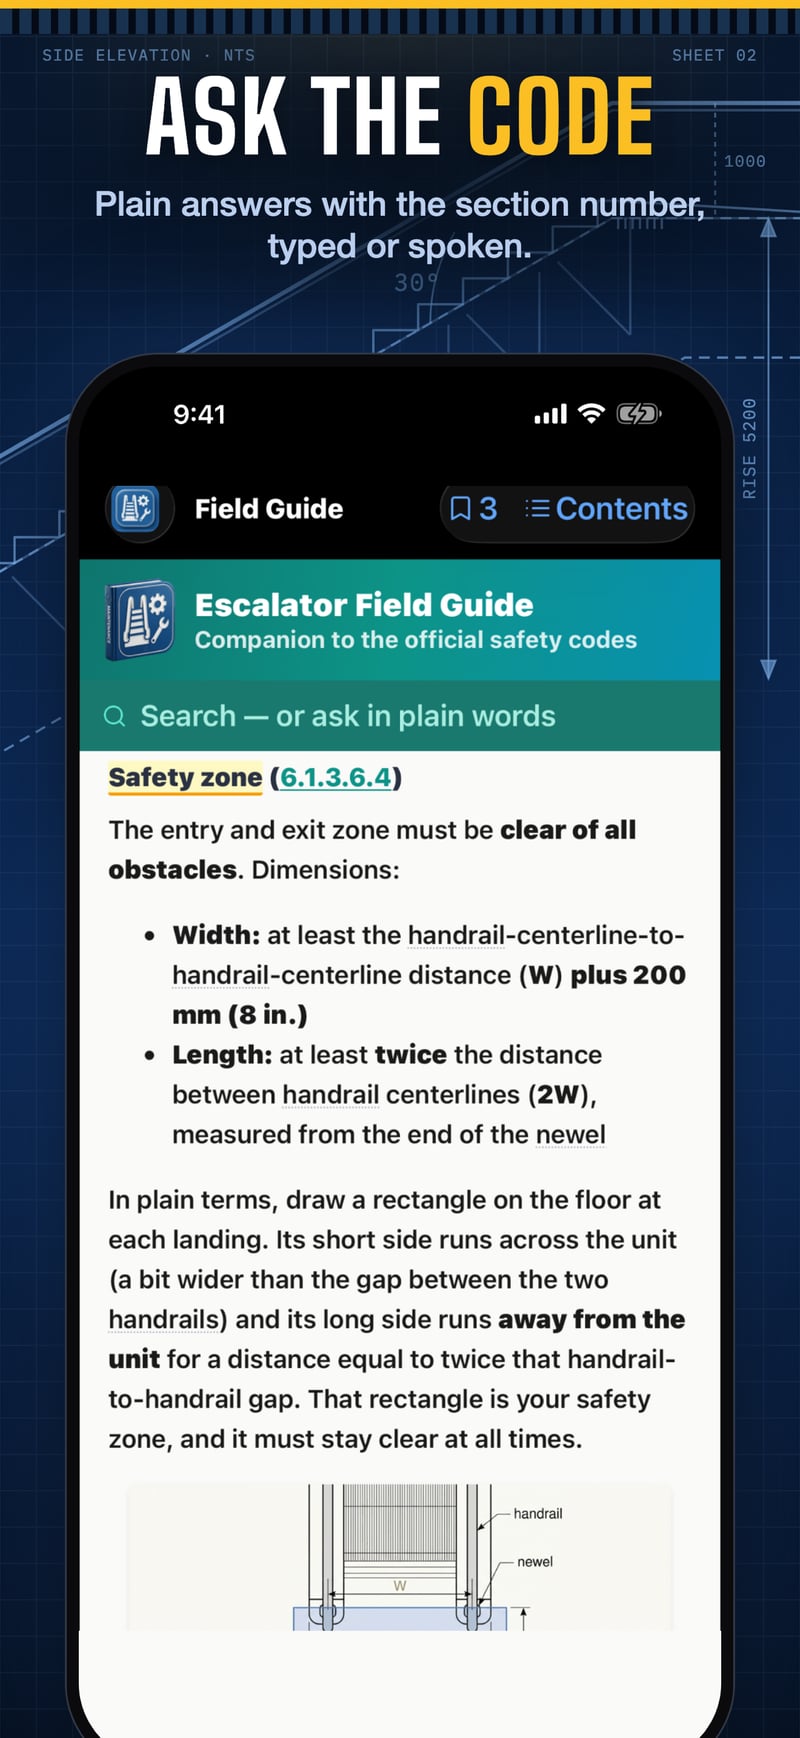 SIDE ELEVATION · NTS
SHEET 02
ASK THE CODE
1000
Plain answers with the section number,
typed or spoken.
mm
30°
9:41
RISE 5200
Field Guide
3
Contents
MAINTENANCE
Escalator Field Guide
Companion to the official safety codes
Search — or ask in plain words
Safety zone (6.1.3.6.4)
The entry and exit zone must be clear of all
obstacles. Dimensions:
• Width: at least the handrail-centerline-to-
handrail-centerline distance (W) plus 200
mm (8 in.)
• Length: at least twice the distance
between handrail centerlines (2W),
measured from the end of the newel
In plain terms, draw a rectangle on the floor at
each landing. Its short side runs across the unit
(a bit wider than the gap between the two
handrails) and its long side runs away from the
unit for a distance equal to twice that handrail-
to-handrail gap. That rectangle is your safety
zone, and it must stay clear at all times.
handrail
newel
W